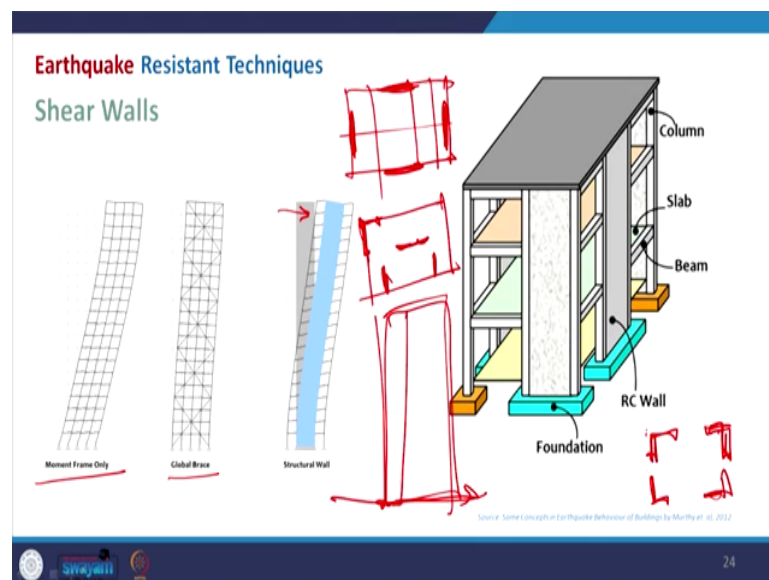 Earthquake Resistant Techniques
Shear Walls
Column
Slab
Beam
RC Wall
Foundation
Moment Frame Only
Global Brace
Structural Wall
Source: Some Concepts in Earthquake Behaviour of Buildings by Murthy et. al, 2012
swayam
24